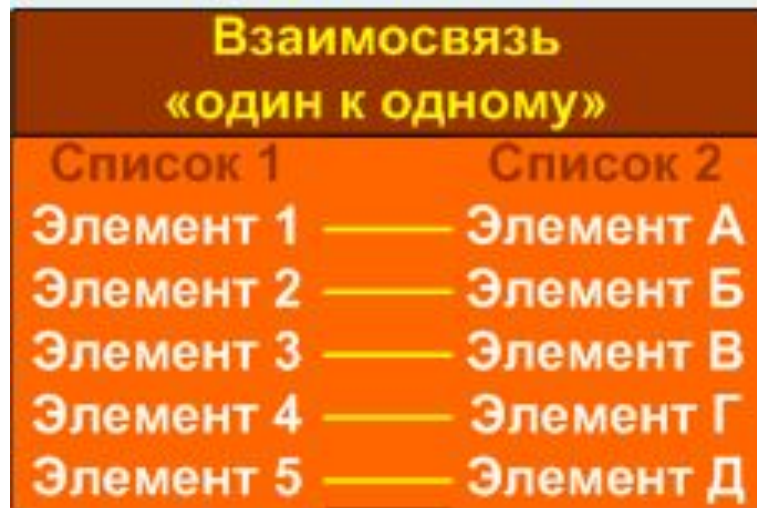 Взаимосвязь
«один к одному»
Список 1 Список 2
Элемент 1 Элемент А
Элемент 2 Элемент Б
Элемент 3 Элемент В
Элемент 4 Элемент Г
Элемент 5 Элемент Д